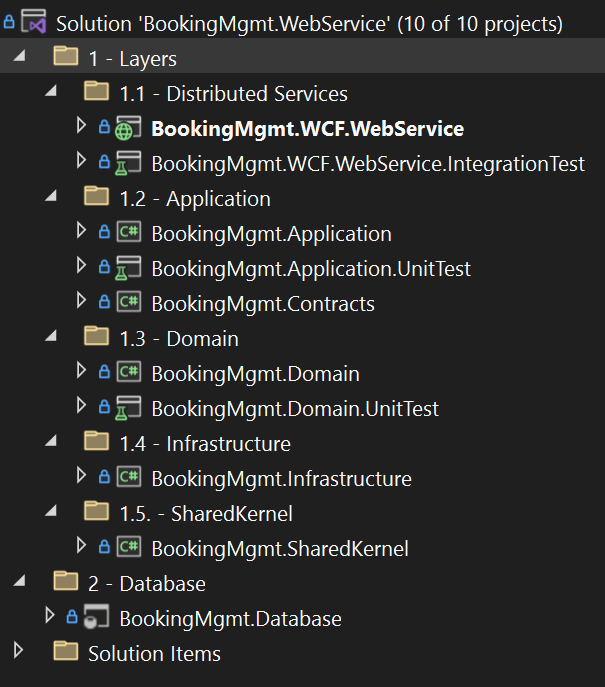 Solution 'BookingMgmt.WebService' (10 of 10 projects)
1 - Layers
1.1 - Distributed Services
BookingMgmt.WCF.WebService
BookingMgmt.WCF.WebService.IntegrationTest
1.2 - Application
C# BookingMgmt.Application
BookingMgmt.Application.UnitTest
C# BookingMgmt.Contracts
1.3 - Domain
C# BookingMgmt.Domain
BookingMgmt.Domain.UnitTest
1.4 - Infrastructure
C# BookingMgmt.Infrastructure
1.5. - SharedKernel
C# BookingMgmt.SharedKernel
2 - Database
BookingMgmt.Database
Solution Items